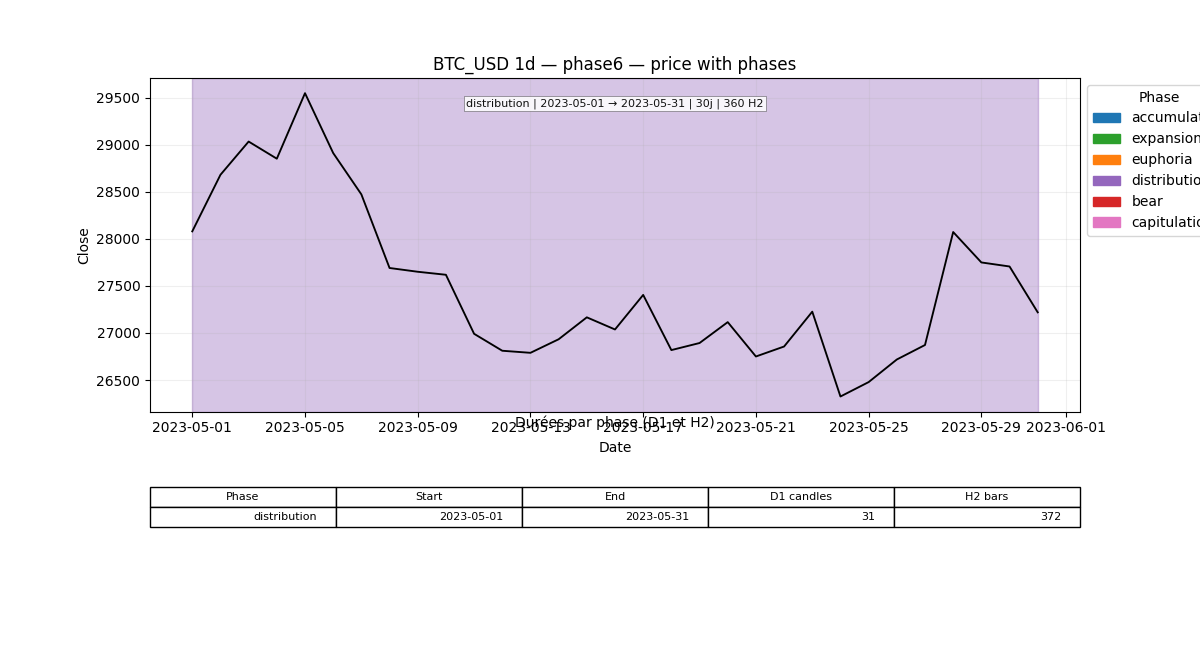 BTC_USD 1d — phase6 — price with phases
distribution | 2023-05-01 → 2023-05-31 | 30j | 360 H2
Close
29500
29000
28500
28000
27500
27000
26500
Phase
accumulat
expansion
euphoria
distributio
bear
capitulatio
Durées par phase (D1 et H2)
2023-05-01 2023-05-05 2023-05-09 2023-05-13 2023-05-17 2023-05-21 2023-05-25 2023-05-29 2023-06-01
Date
Phase Start End D1 candles H2 bars
distribution 2023-05-01 2023-05-31 31 372